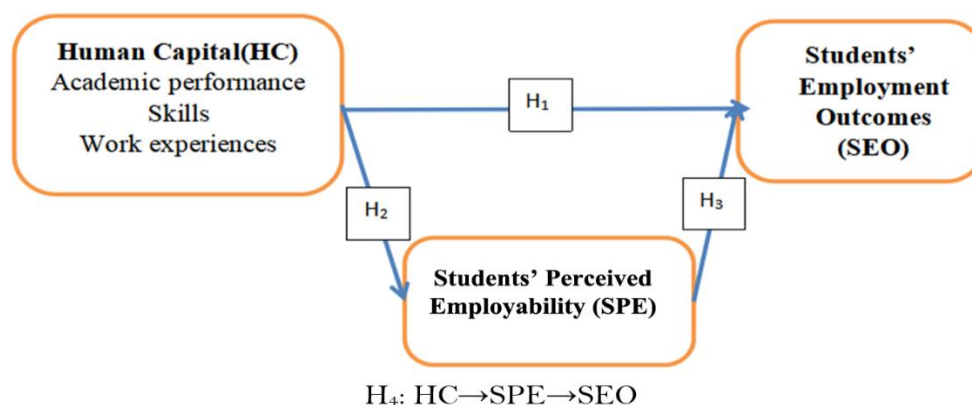 Human Capital(HC)
Academic performance
Skills
Work experiences
H₁
Students’
Employment
Outcomes
(SEO)
H₂
H₃
Students’ Perceived
Employability (SPE)
H₄: HC→SPE→SEO